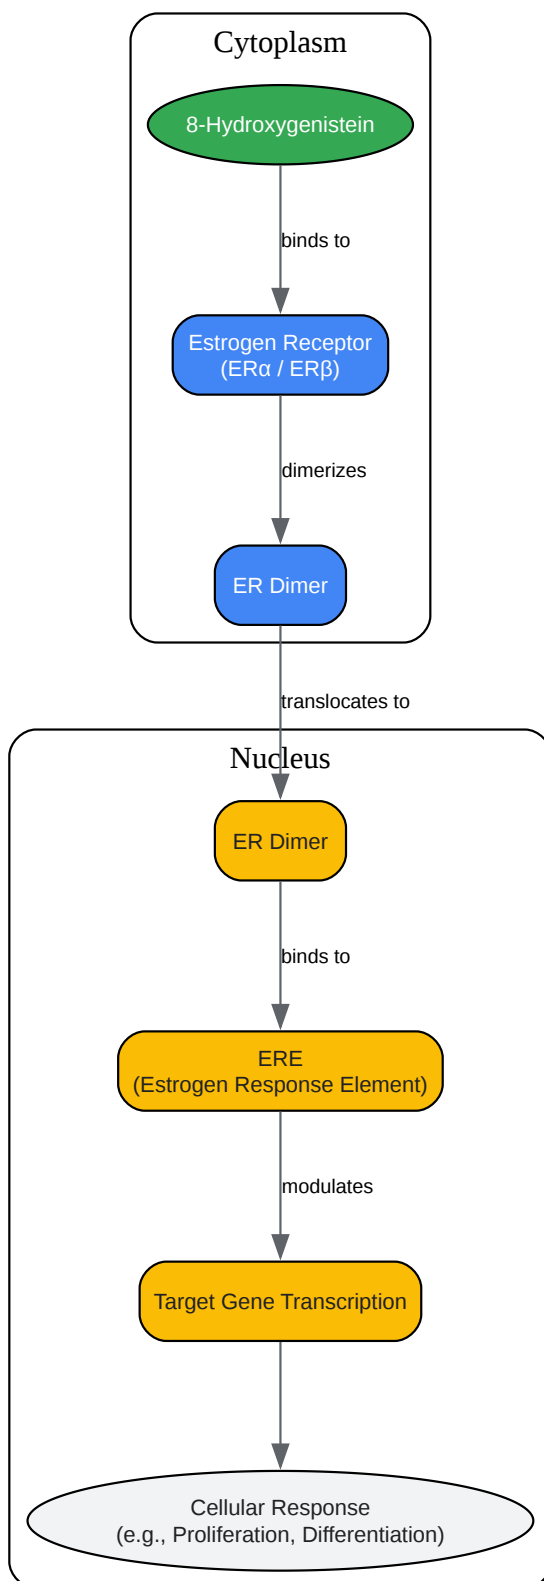 Cytoplasm
8-Hydroxygenistein
binds to
Estrogen Receptor
(ERα / ERβ)
dimerizes
ER Dimer
translocates to
Nucleus
ER Dimer
binds to
ERE
(Estrogen Response Element)
modulates
Target Gene Transcription
Cellular Response
(e.g., Proliferation, Differentiation)